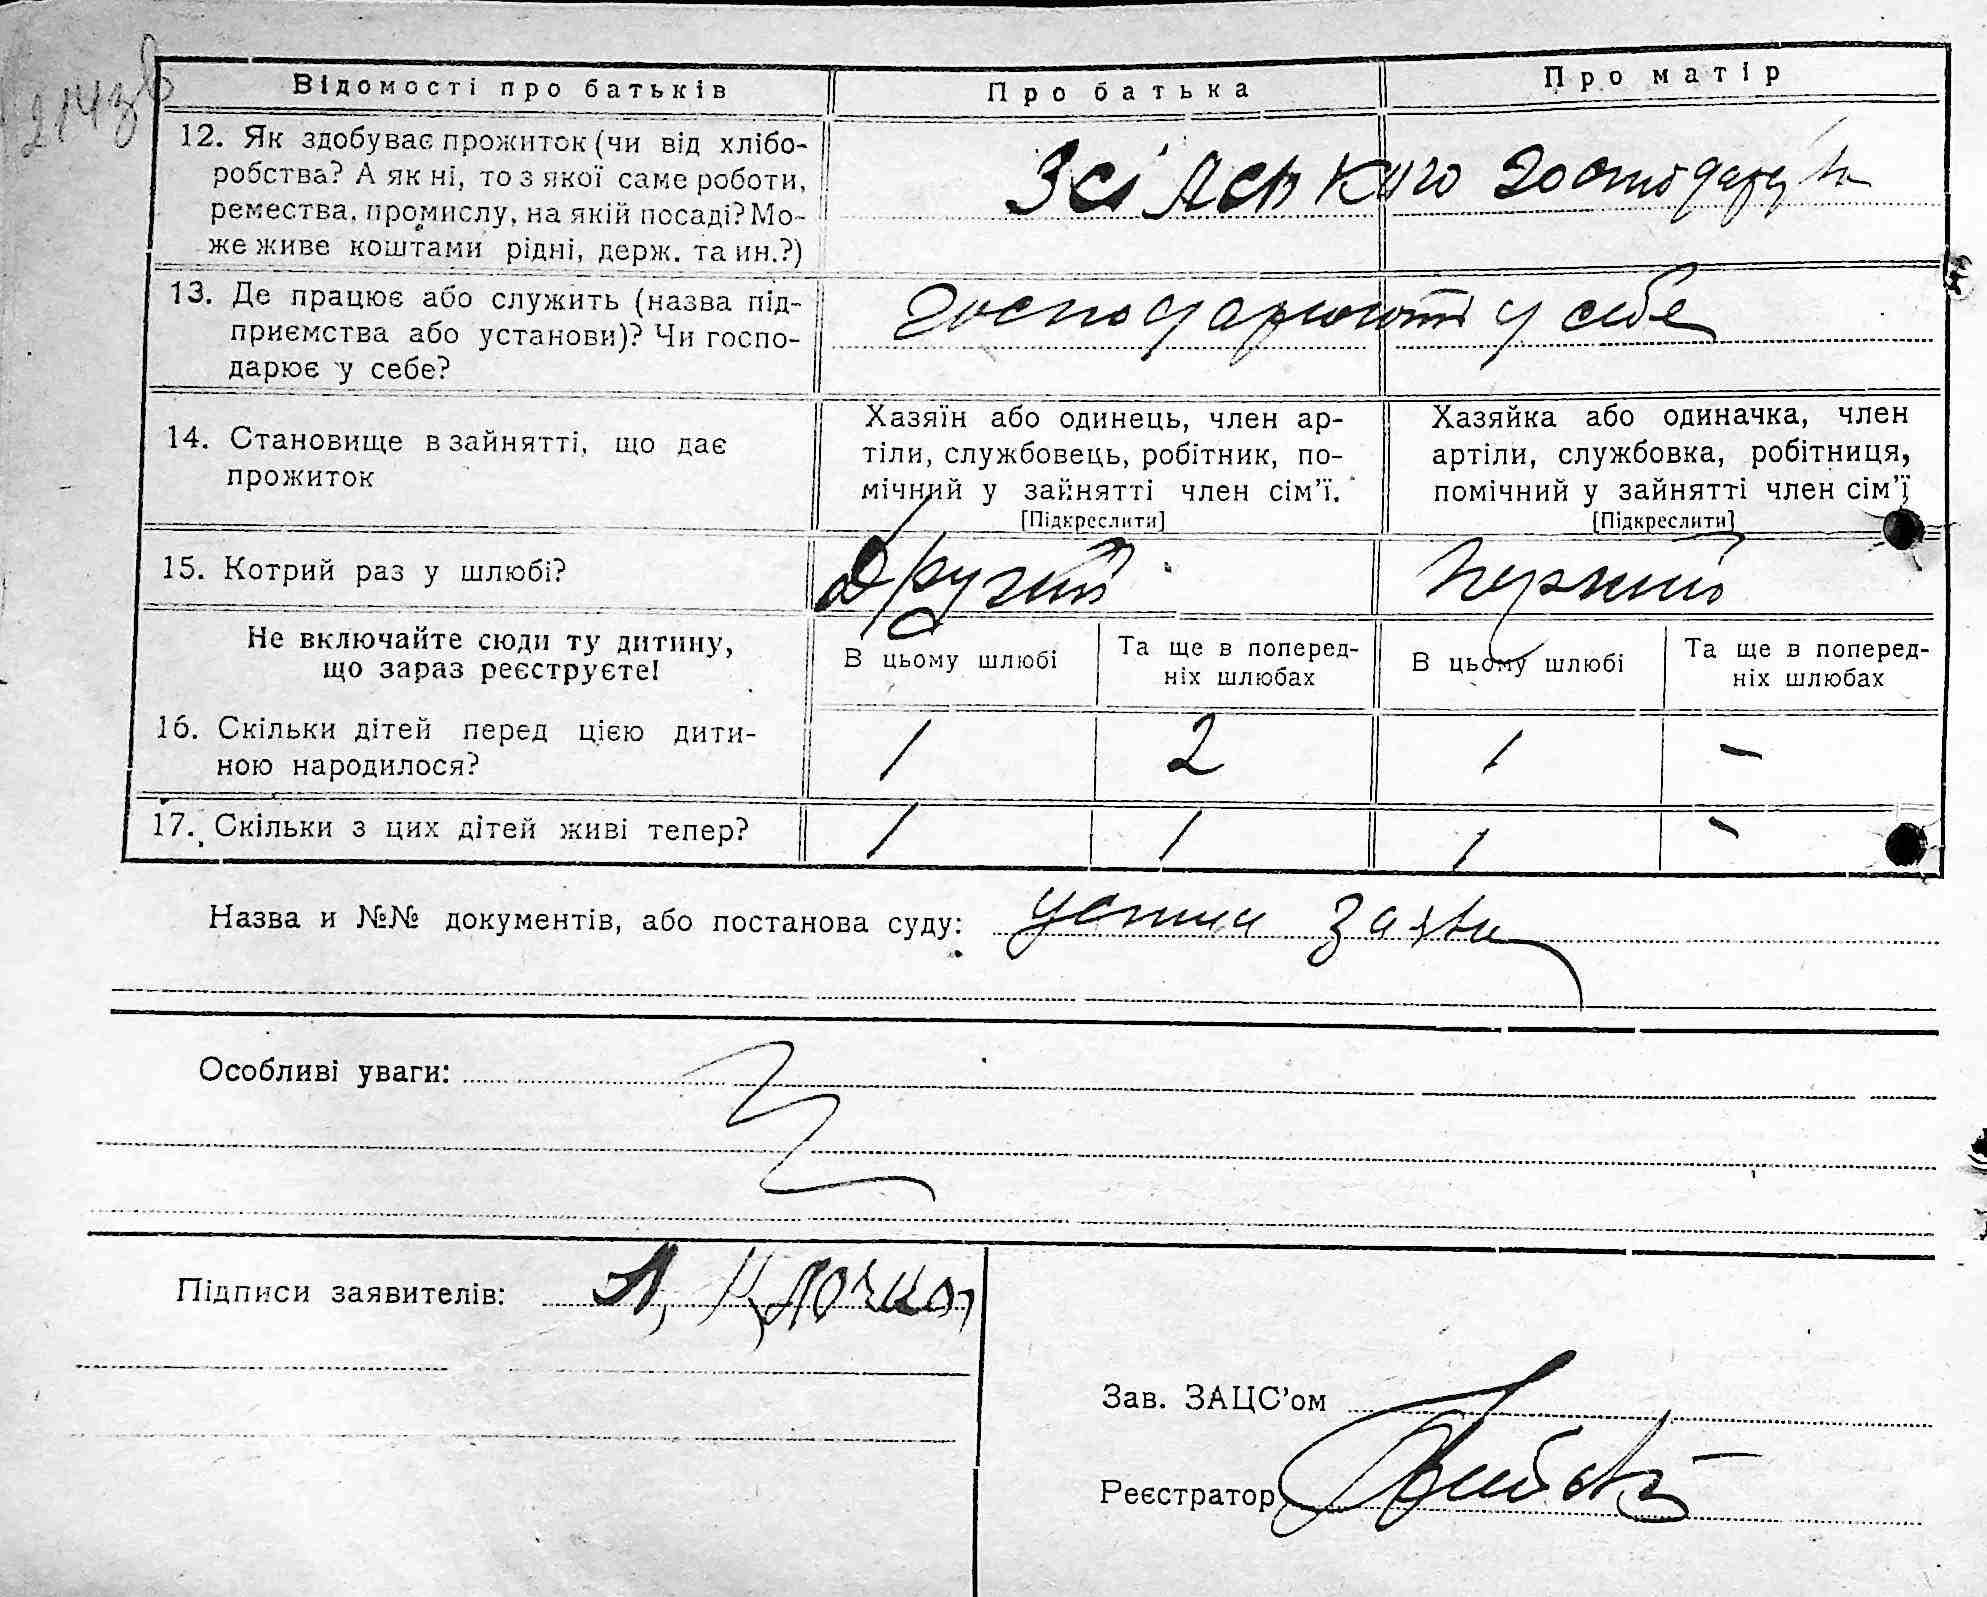 214зв
Відомості про батьків
Про батька
Про матір
12. Як здобуває прожиток (чи від хлібо-
робства? А як ні, то з якої саме роботи,
ремества, промислу, на якій посаді? Мо-
же живе коштами рідні, держ. та ин.?)
З сільського господарства
13. Де працює або служить (назва під-
приємства або установи)? Чи госпо-
дарює у себе?
Господарюють у себе
14. Становище в зайнятті, що дає
прожиток
Хазяїн або одинець, член ар-
тіли, службовець, робітник, по-
мічний у зайнятті член сім'ї.
[Підкреслити]
Хазяйка або одиначка, член
артіли, службовка, робітниця,
помічний у зайнятті член сім'ї
[Підкреслити]
15. Котрий раз у шлюбі?
Другий
Перший
Не включайте сюди ту дитину,
що зараз реєструєте!
В цьому шлюбі
Та ще в поперед-
ніх шлюбах
В цьому шлюбі
Та ще в поперед-
ніх шлюбах
16. Скільки дітей перед цією дити-
ною народилося?
1 2 1 –
17. Скільки з цих дітей живі тепер?
1 1 1 –
Назва и №№ документів, або постанова суду: устна заява
Особливі уваги:
Підписи заявителів: А, Клочко
Зав. ЗАЦС'ом
Реєстратор